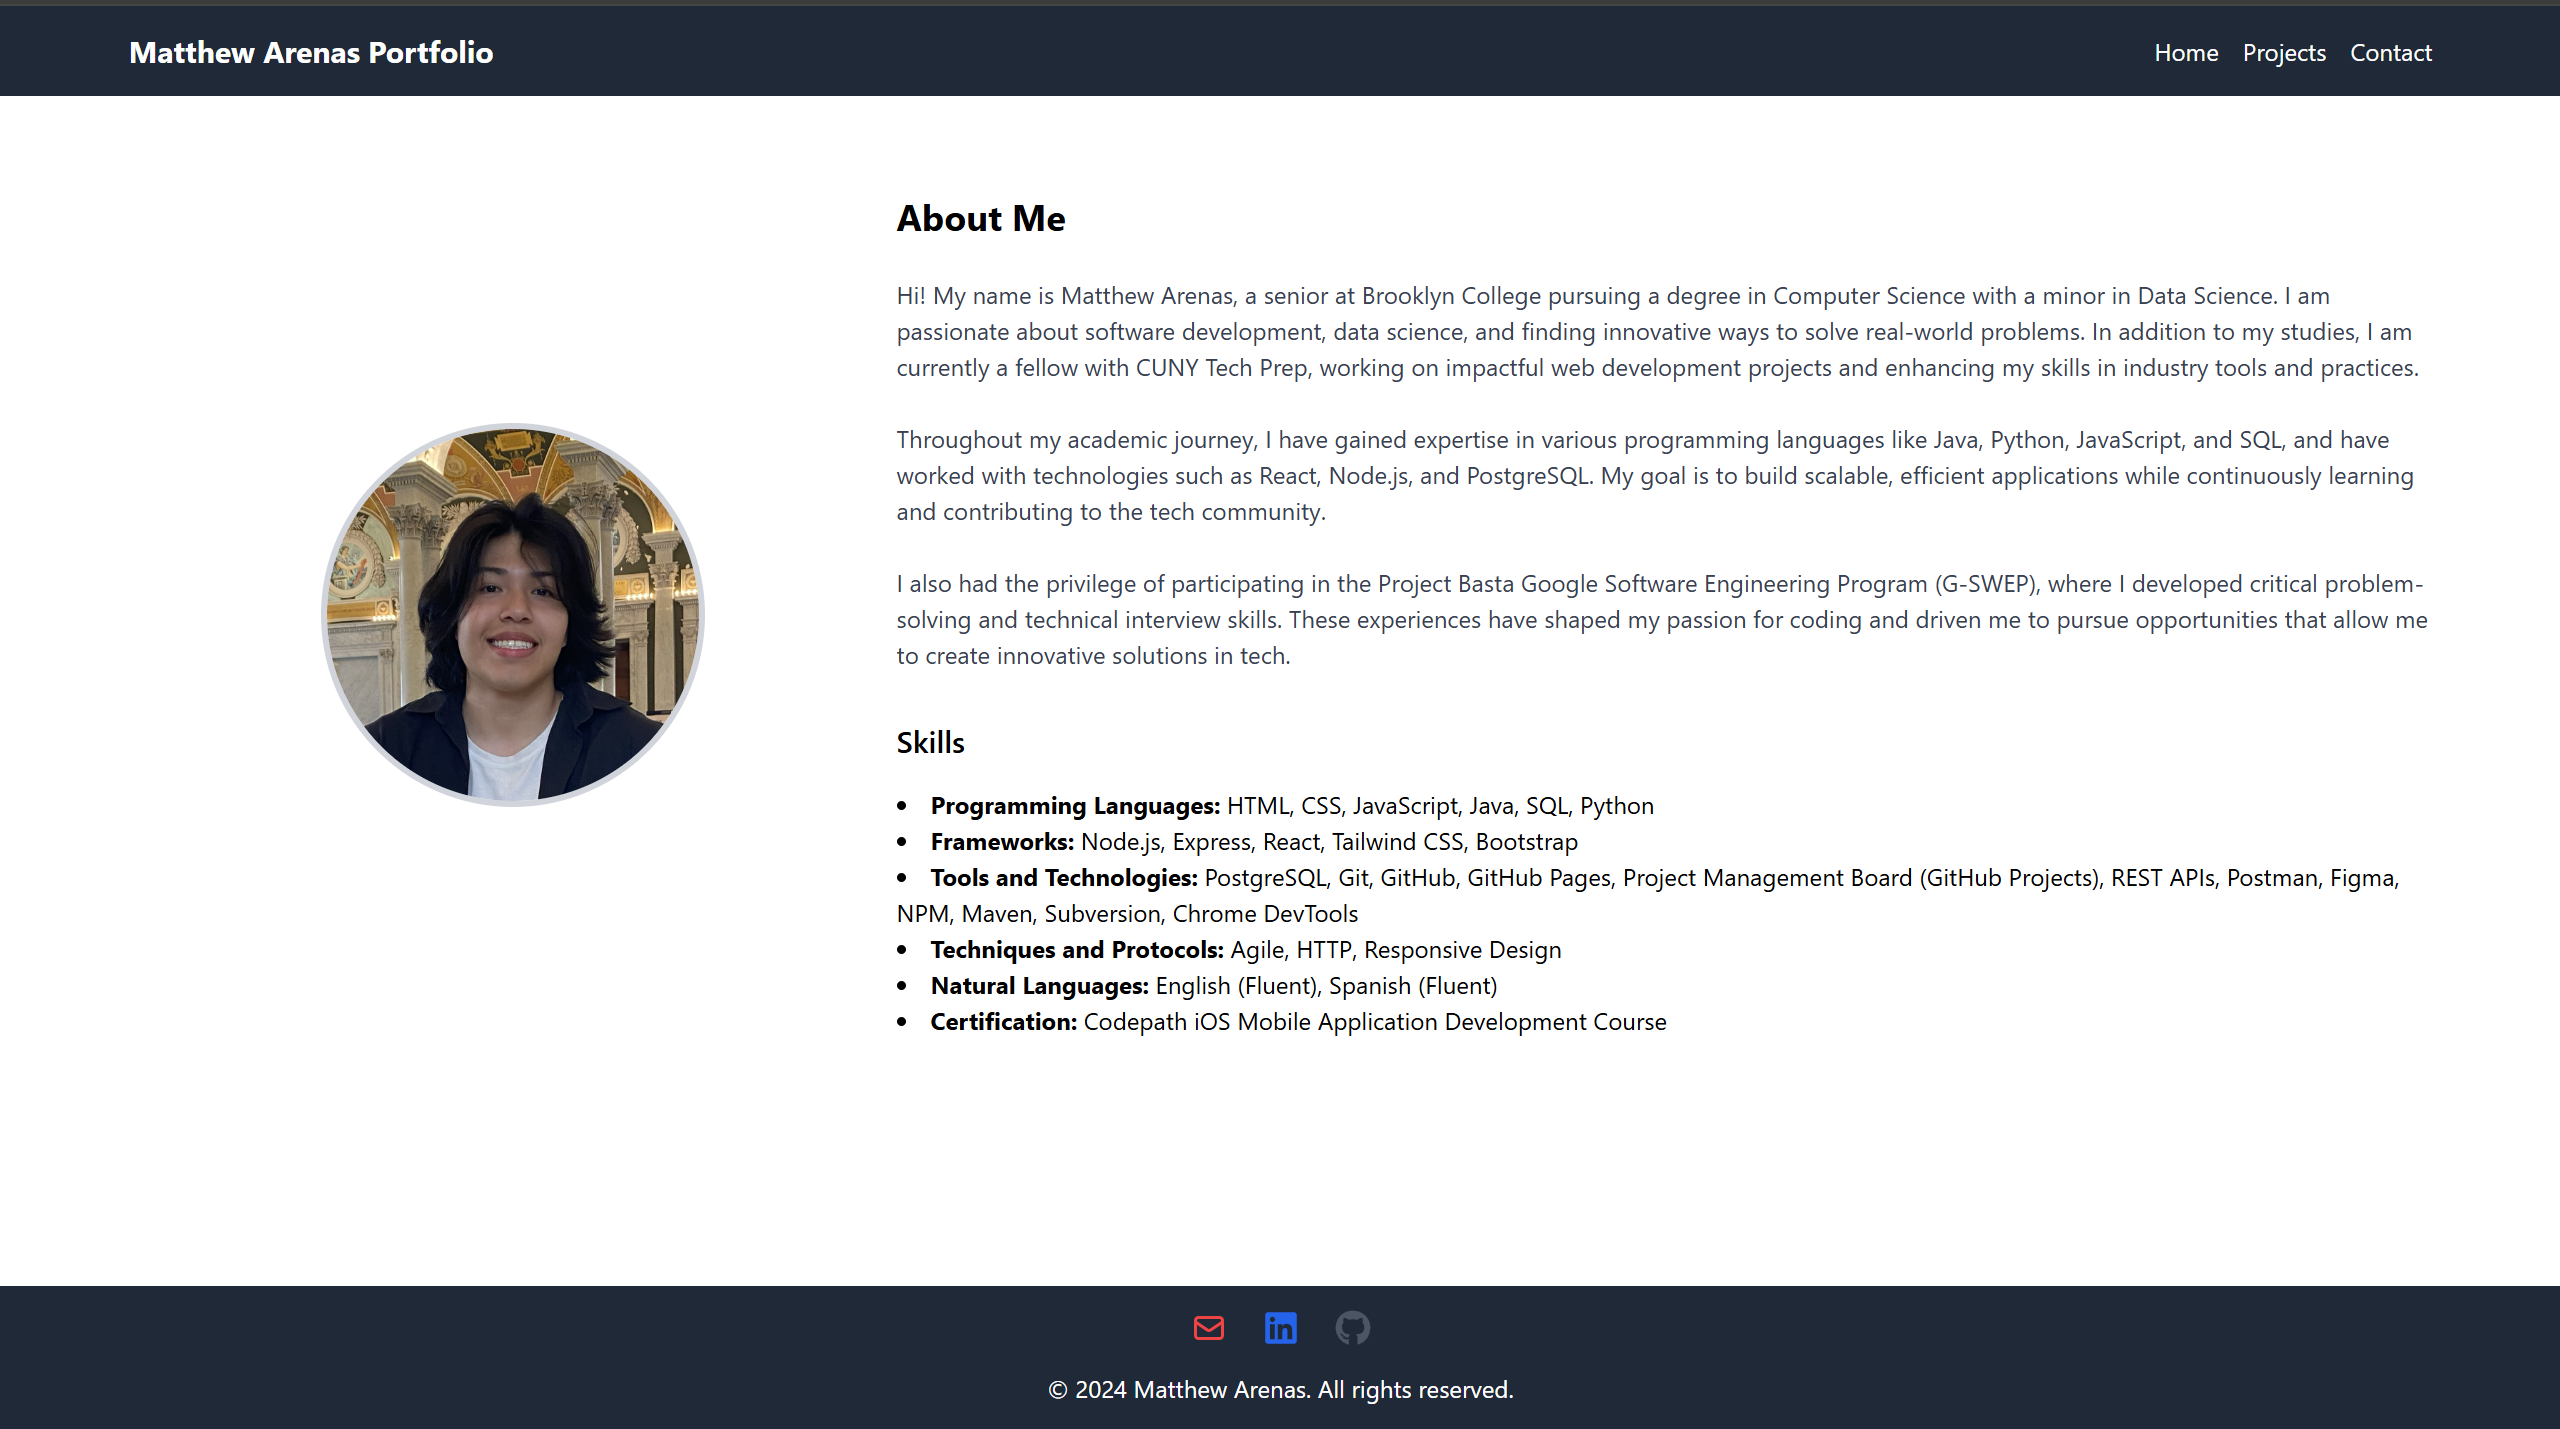 Matthew Arenas Portfolio
Home Projects Contact
About Me
Hi! My name is Matthew Arenas, a senior at Brooklyn College pursuing a degree in Computer Science with a minor in Data Science. I am
passionate about software development, data science, and finding innovative ways to solve real-world problems. In addition to my studies, I am
currently a fellow with CUNY Tech Prep, working on impactful web development projects and enhancing my skills in industry tools and practices.
Throughout my academic journey, I have gained expertise in various programming languages like Java, Python, JavaScript, and SQL, and have
worked with technologies such as React, Node.js, and PostgreSQL. My goal is to build scalable, efficient applications while continuously learning
and contributing to the tech community.
I also had the privilege of participating in the Project Basta Google Software Engineering Program (G-SWEP), where I developed critical problem-
solving and technical interview skills. These experiences have shaped my passion for coding and driven me to pursue opportunities that allow me
to create innovative solutions in tech.
Skills
• Programming Languages: HTML, CSS, JavaScript, Java, SQL, Python
• Frameworks: Node.js, Express, React, Tailwind CSS, Bootstrap
• Tools and Technologies: PostgreSQL, Git, GitHub, GitHub Pages, Project Management Board (GitHub Projects), REST APIs, Postman, Figma,
NPM, Maven, Subversion, Chrome DevTools
• Techniques and Protocols: Agile, HTTP, Responsive Design
• Natural Languages: English (Fluent), Spanish (Fluent)
• Certification: Codepath iOS Mobile Application Development Course
in
© 2024 Matthew Arenas. All rights reserved.